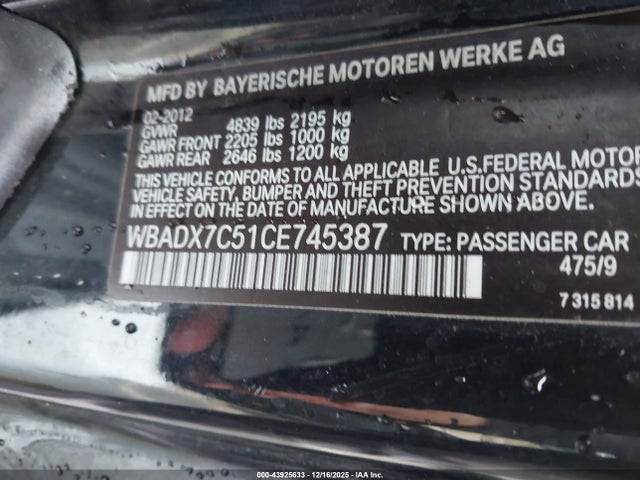 MFD BY BAYERISCHE MOTOREN WERKE AG
02-2012
GVWR 4839 lbs 2195 kg
GAWR FRONT 2205 lbs 1000 kg
GAWR REAR 2646 lbs 1200 kg
THIS VEHICLE CONFORMS TO ALL APPLICABLE U.S.FEDERAL MOTOR
VEHICLE SAFETY, BUMPER AND THEFT PREVENTION STANDARDS
IN EFFECT ON THE DATE OF MANUFACTURE SHOWN ABOVE.
WBADX7C51CE745387 TYPE: PASSENGER CAR
475/9
7 315 814
000-43925633 - 12/16/2025 - IAA Inc.